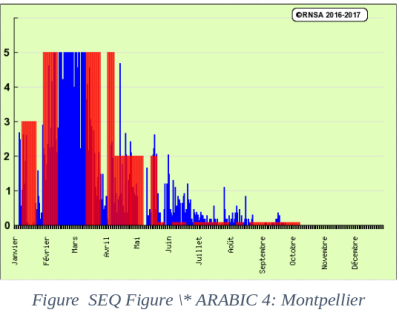 ©RNSA 2016-2017
5
4
3
2
1
0
Janvier
Février
Mars
Avril
Mai
Juin
Juillet
Août
Septembre
Octobre
Novembre
Décembre
Figure  SEQ Figure \* ARABIC 4: Montpellier